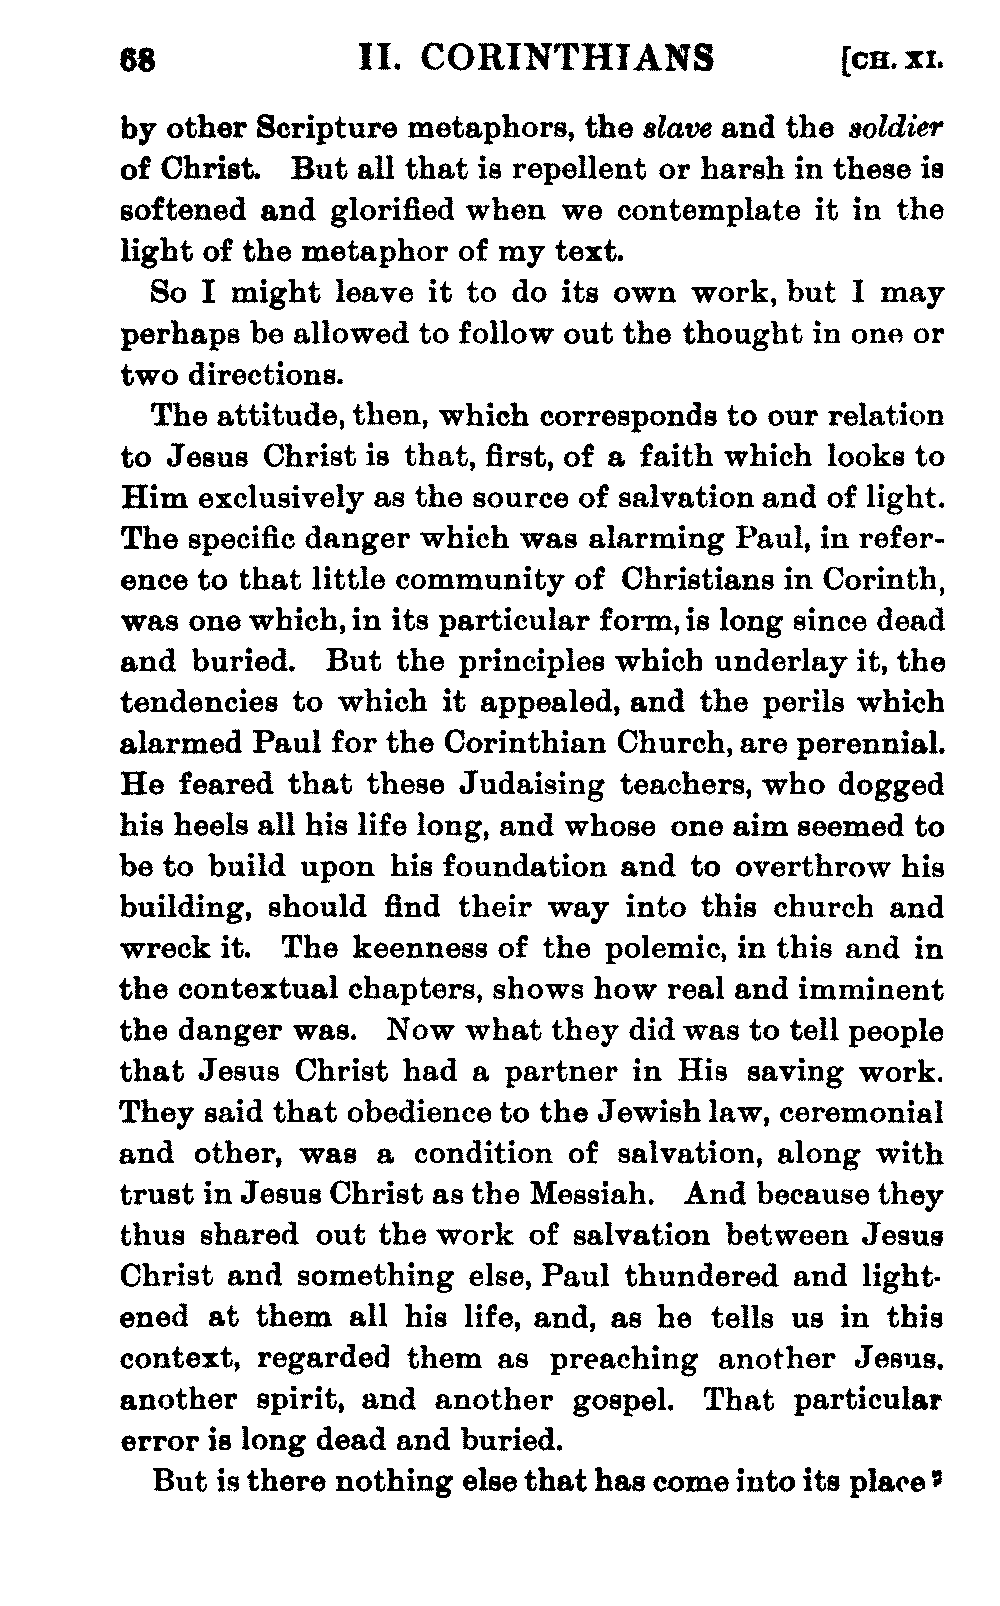 68 II. CORINTHIANS [CH. XI.
by other Scripture metaphors, the slave and the soldier
of Christ. But all that is repellent or harsh in these is
softened and glorified when we contemplate it in the
light of the metaphor of my text.
So I might leave it to do its own work, but I may
perhaps be allowed to follow out the thought in one or
two directions.
The attitude, then, which corresponds to our relation
to Jesus Christ is that, first, of a faith which looks to
Him exclusively as the source of salvation and of light.
The specific danger which was alarming Paul, in refer-
ence to that little community of Christians in Corinth,
was one which, in its particular form, is long since dead
and buried. But the principles which underlay it, the
tendencies to which it appealed, and the perils which
alarmed Paul for the Corinthian Church, are perennial.
He feared that these Judaising teachers, who dogged
his heels all his life long, and whose one aim seemed to
be to build upon his foundation and to overthrow his
building, should find their way into this church and
wreck it. The keenness of the polemic, in this and in
the contextual chapters, shows how real and imminent
the danger was. Now what they did was to tell people
that Jesus Christ had a partner in His saving work.
They said that obedience to the Jewish law, ceremonial
and other, was a condition of salvation, along with
trust in Jesus Christ as the Messiah. And because they
thus shared out the work of salvation between Jesus
Christ and something else, Paul thundered and light-
ened at them all his life, and, as he tells us in this
context, regarded them as preaching another Jesus.
another spirit, and another gospel. That particular
error is long dead and buried.
But is there nothing else that has come into its place?